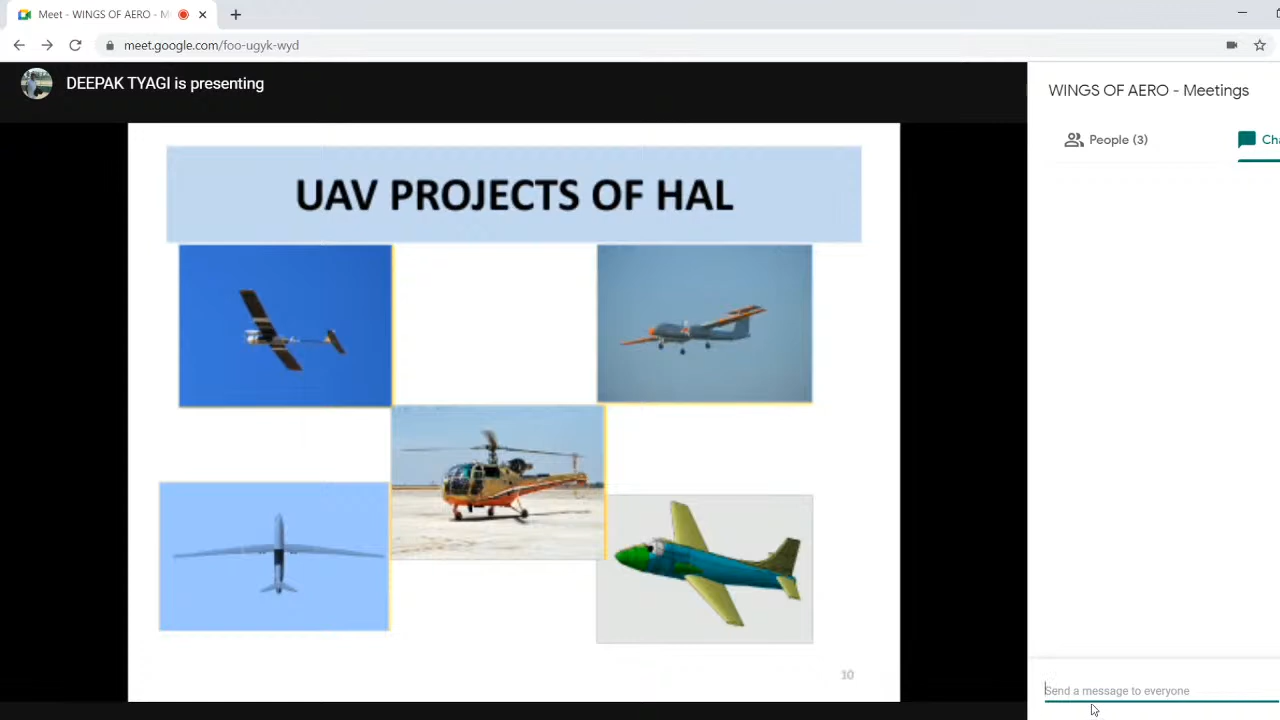 Meet - WINGS OF AERO - M
meet.google.com/foo-ugyk-wyd
DEEPAK TYAGI is presenting
WINGS OF AERO - Meetings
People (3)
Cha
UAV PROJECTS OF HAL
10
Send a message to everyone